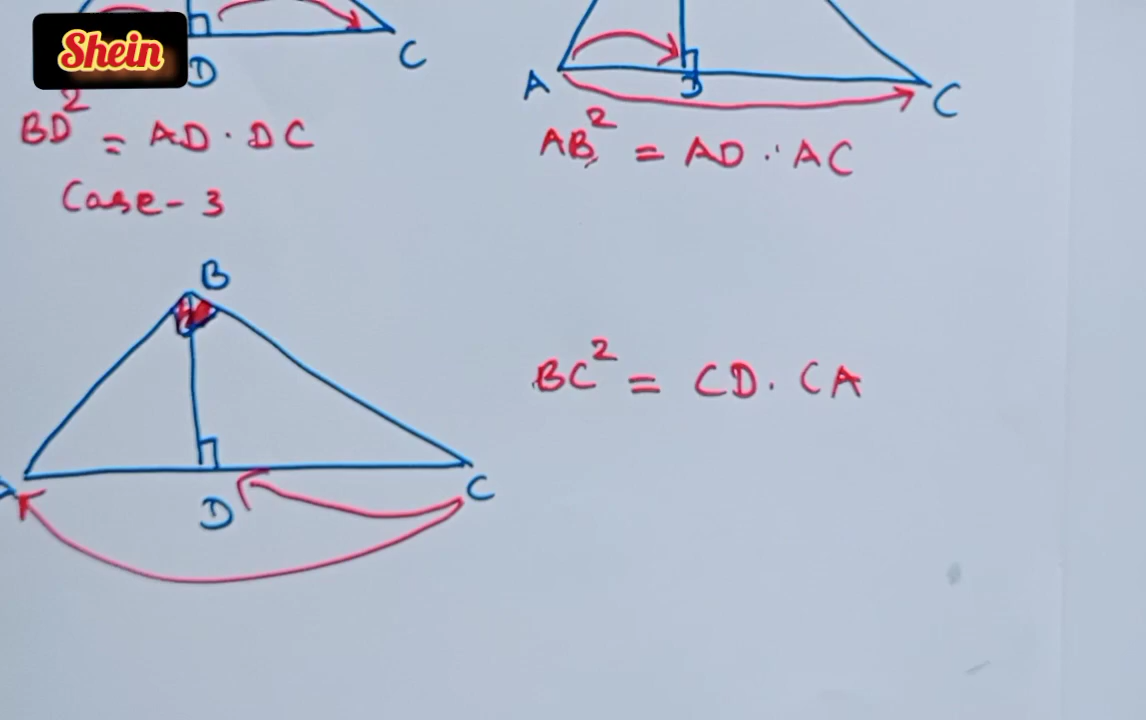 Shein
D
C
A
D
C
BD² = AD · DC
AB² = AD · AC
Case - 3
B
BC² = CD · CA
D
C